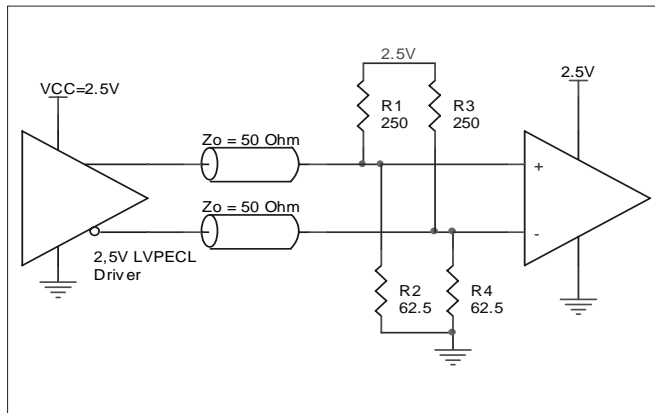 2.5V
VCC=2.5V
2.5V
R1
250
R3
250
Zo = 50 Ohm
+
Zo = 50 Ohm
-
2,5V LVPECL
Driver
R2
62.5
R4
62.5